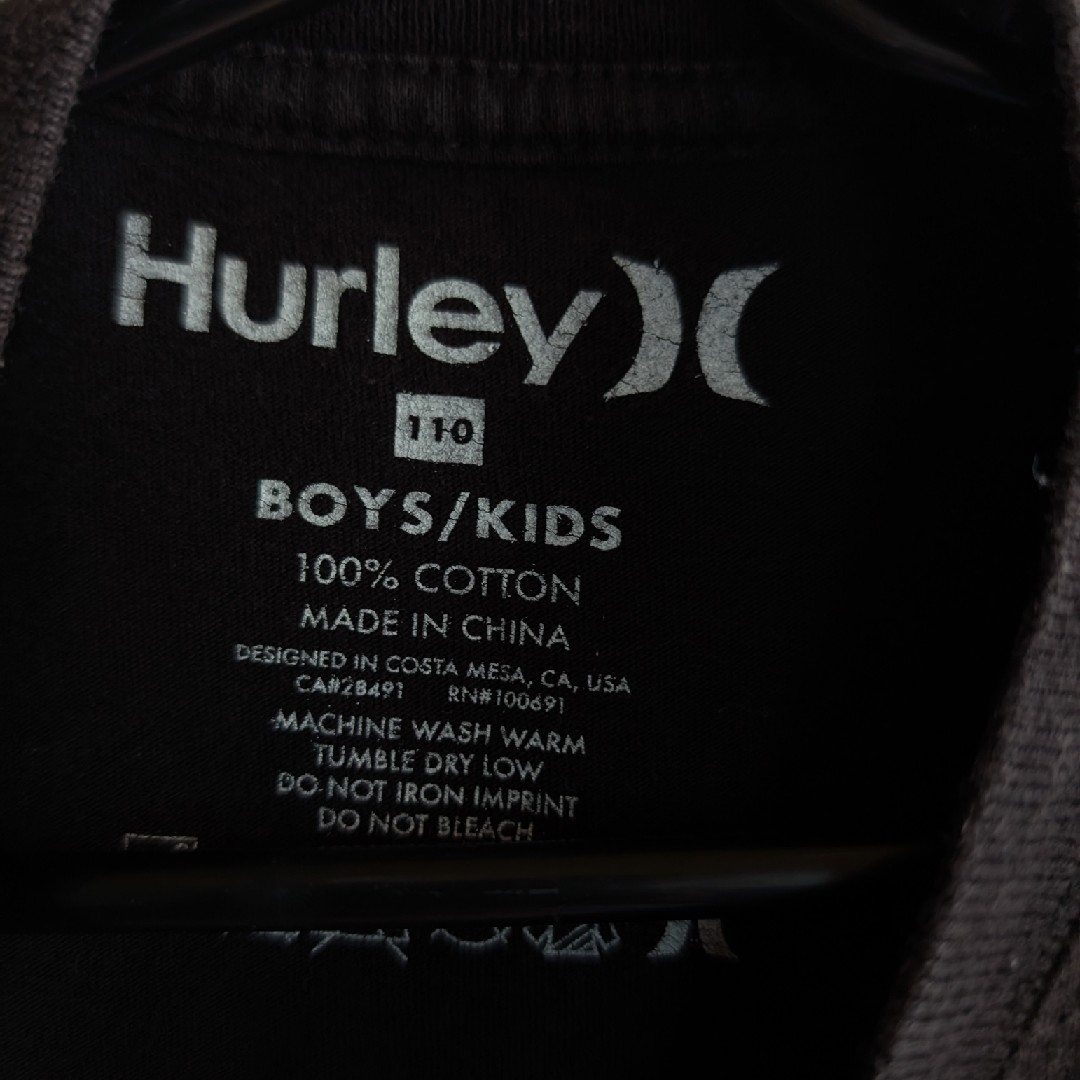 Hurley
110
BOYS/KIDS
100% COTTON
MADE IN CHINA
DESIGNED IN COSTA MESA, CA, USA
CA#28491 RN#100691
MACHINE WASH WARM
TUMBLE DRY LOW
DO NOT IRON IMPRINT
DO NOT BLEACH